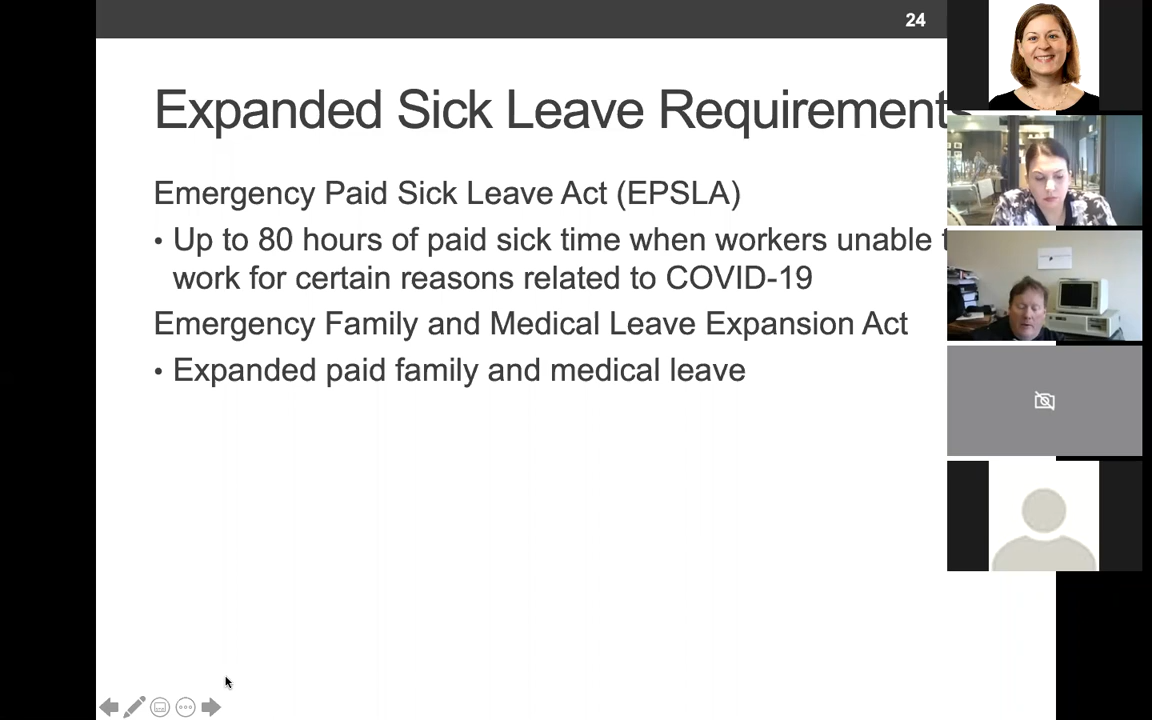 24
Expanded Sick Leave Requirement
Emergency Paid Sick Leave Act (EPSLA)
• Up to 80 hours of paid sick time when workers unable
work for certain reasons related to COVID-19
Emergency Family and Medical Leave Expansion Act
• Expanded paid family and medical leave